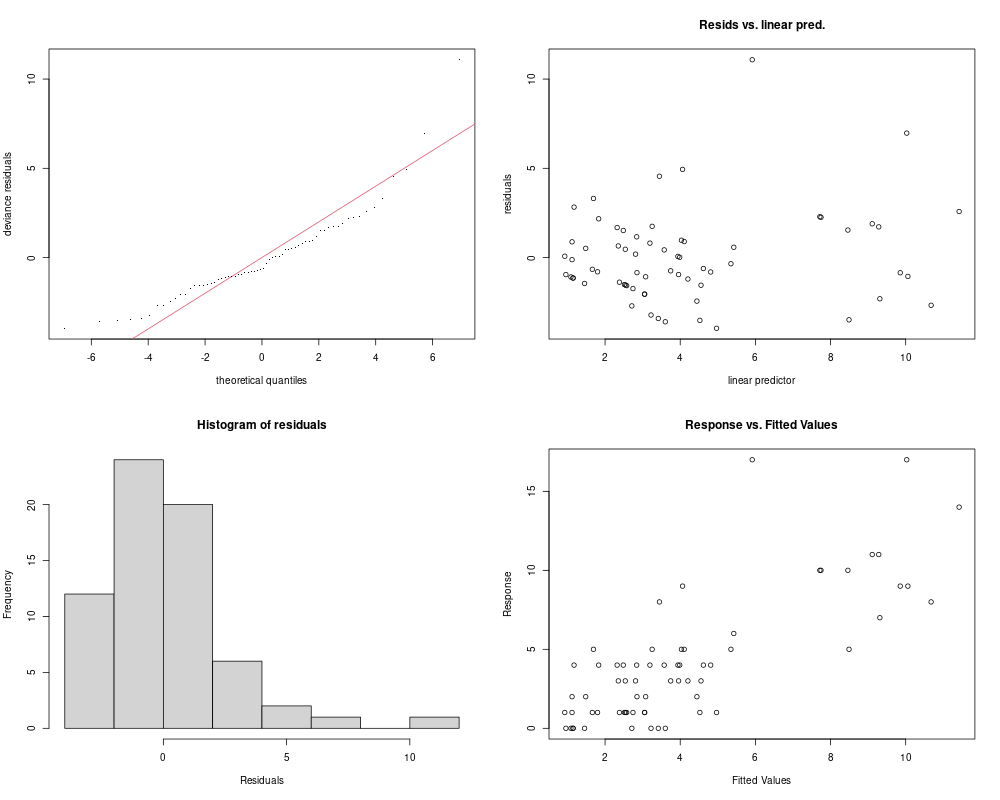 deviance residuals
10
5
0
-6 -4 -2 0 2 4 6
theoretical quantiles
Resids vs. linear pred.
residuals
10
5
0
2 4 6 8 10
linear predictor
Histogram of residuals
Frequency
20
15
10
5
0
0 5 10
Residuals
Response vs. Fitted Values
Response
15
10
5
0
2 4 6 8 10
Fitted Values